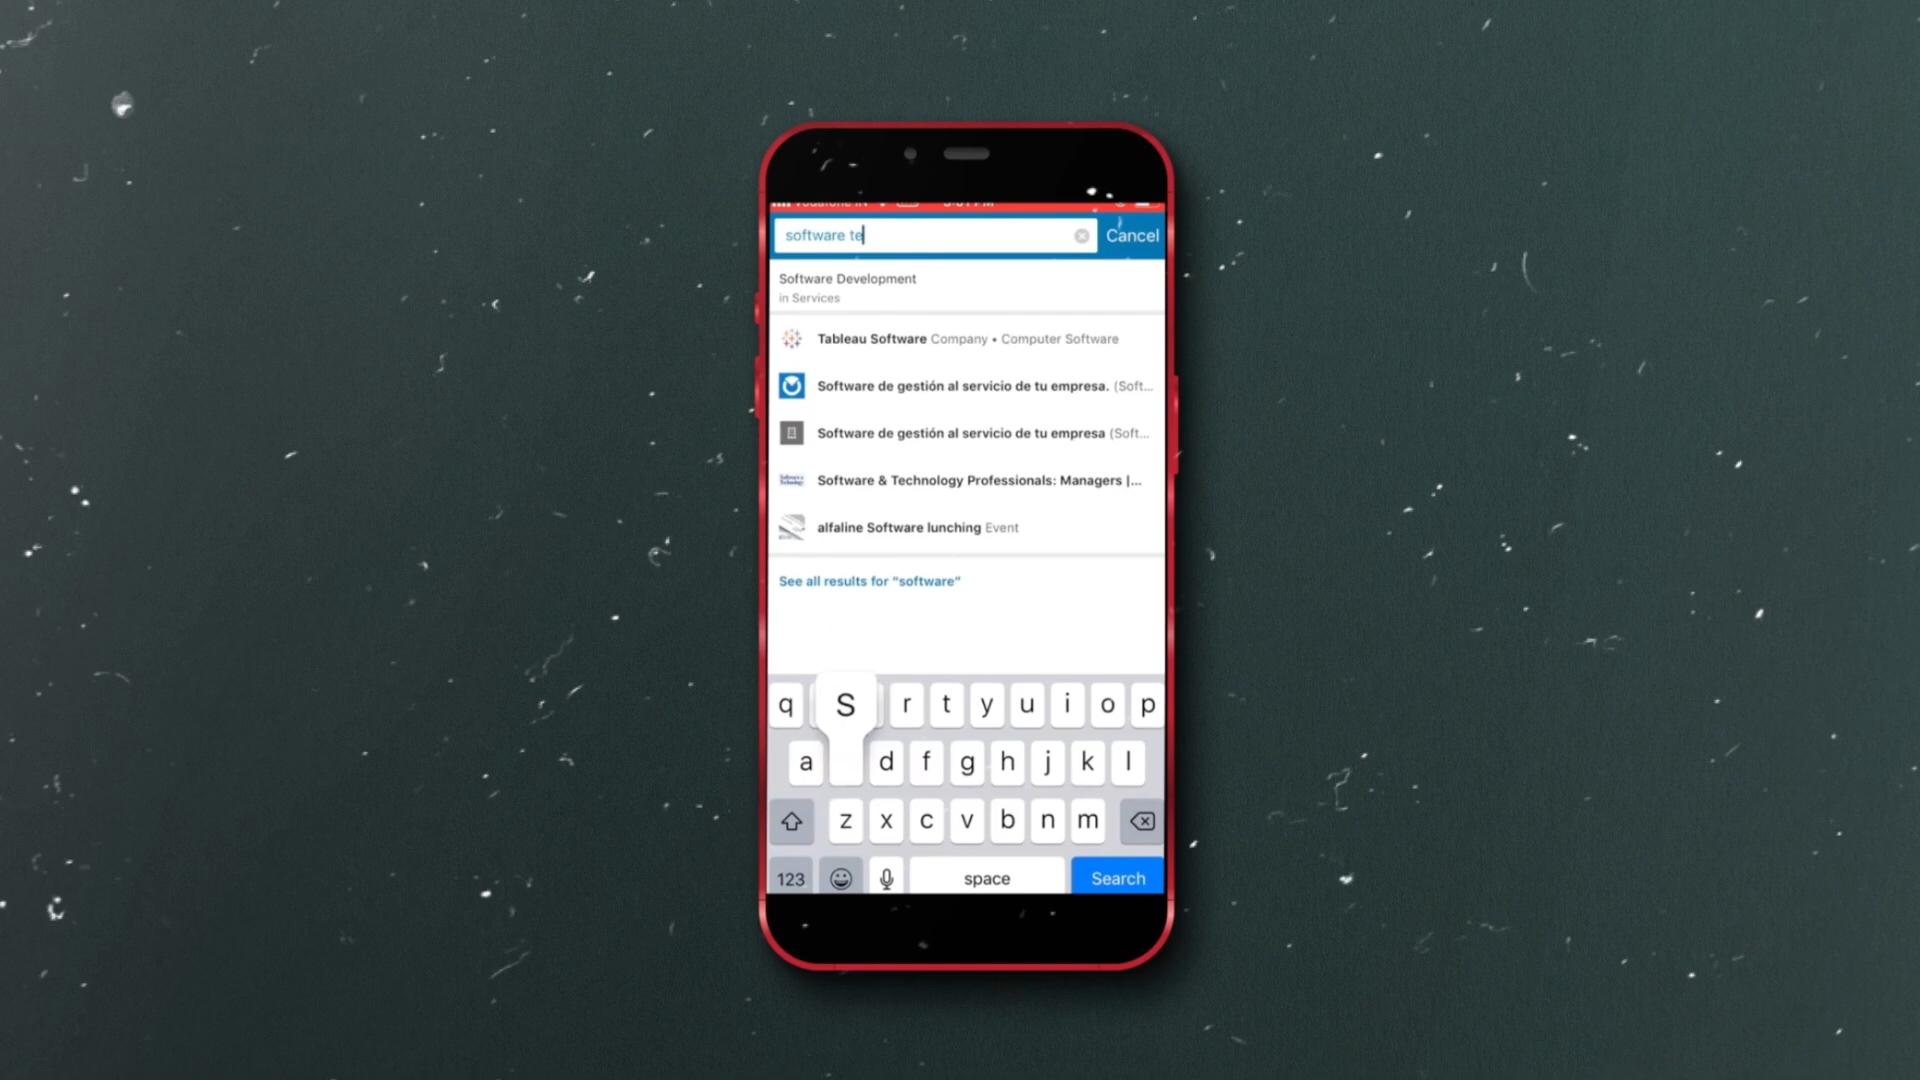 software te
Cancel
Software Development
in Services
Tableau Software Company • Computer Software
Software de gestión al servicio de tu empresa. (Soft...
Software de gestión al servicio de tu empresa (Soft...
Software & Technology Professionals: Managers |...
alfaline Software lunching Event
See all results for “software”
q S r t y u i o p
a d f g h j k l
z x c v b n m
123 space Search